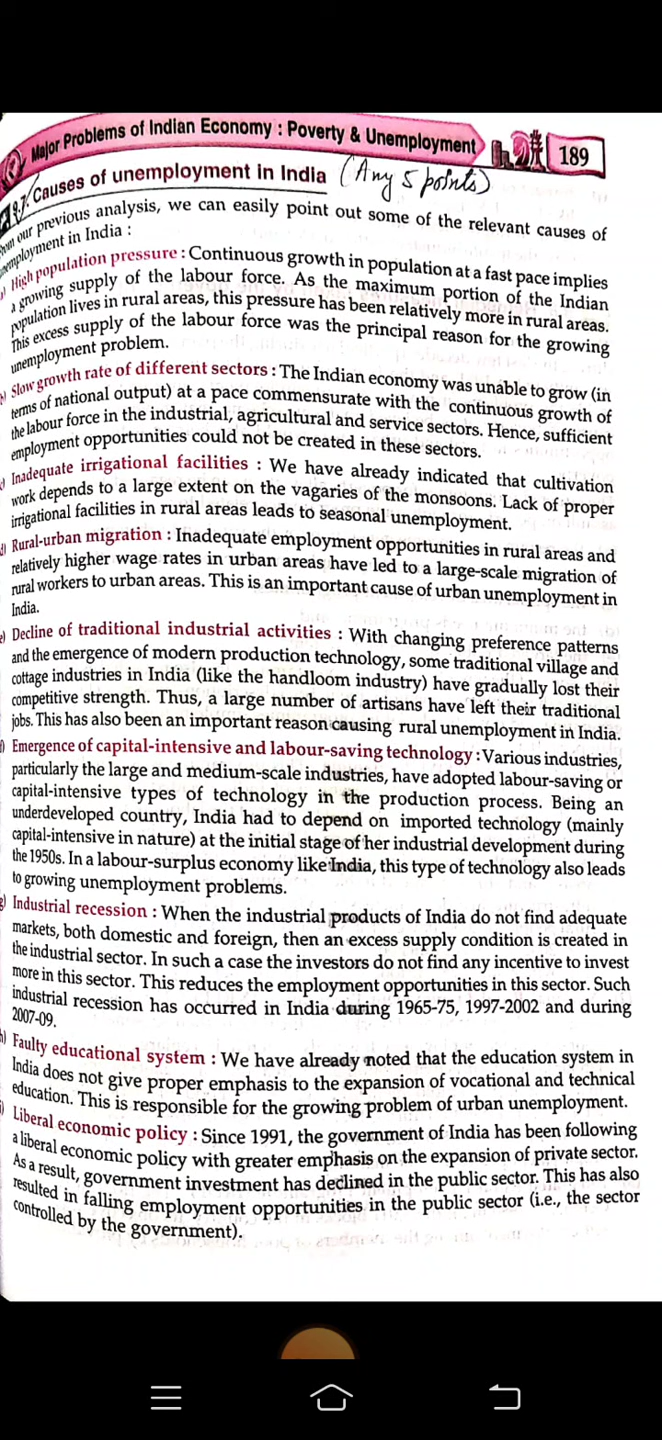 Major Problems of Indian Economy : Poverty & Unemployment
189
9.7 Causes of unemployment in India (Any 5 points)
From our previous analysis, we can easily point out some of the relevant causes of
unemployment in India :
High population pressure : Continuous growth in population at a fast pace implies
a growing supply of the labour force. As the maximum portion of the Indian
population lives in rural areas, this pressure has been relatively more in rural areas.
This excess supply of the labour force was the principal reason for the growing
unemployment problem.
Slow growth rate of different sectors : The Indian economy was unable to grow (in
terms of national output) at a pace commensurate with the continuous growth of
the labour force in the industrial, agricultural and service sectors. Hence, sufficient
employment opportunities could not be created in these sectors.
c) Inadequate irrigational facilities : We have already indicated that cultivation
work depends to a large extent on the vagaries of the monsoons. Lack of proper
irrigational facilities in rural areas leads to seasonal unemployment.
d) Rural-urban migration : Inadequate employment opportunities in rural areas and
relatively higher wage rates in urban areas have led to a large-scale migration of
rural workers to urban areas. This is an important cause of urban unemployment in
India.
e) Decline of traditional industrial activities : With changing preference patterns
and the emergence of modern production technology, some traditional village and
cottage industries in India (like the handloom industry) have gradually lost their
competitive strength. Thus, a large number of artisans have left their traditional
jobs. This has also been an important reason causing rural unemployment in India.
f) Emergence of capital-intensive and labour-saving technology : Various industries,
particularly the large and medium-scale industries, have adopted labour-saving or
capital-intensive types of technology in the production process. Being an
underdeveloped country, India had to depend on imported technology (mainly
capital-intensive in nature) at the initial stage of her industrial development during
the 1950s. In a labour-surplus economy like India, this type of technology also leads
to growing unemployment problems.
g) Industrial recession : When the industrial products of India do not find adequate
markets, both domestic and foreign, then an excess supply condition is created in
the industrial sector. In such a case the investors do not find any incentive to invest
more in this sector. This reduces the employment opportunities in this sector. Such
industrial recession has occurred in India during 1965-75, 1997-2002 and during
2007-09.
h) Faulty educational system : We have already noted that the education system in
India does not give proper emphasis to the expansion of vocational and technical
education. This is responsible for the growing problem of urban unemployment.
i) Liberal economic policy : Since 1991, the government of India has been following
a liberal economic policy with greater emphasis on the expansion of private sector.
As a result, government investment has declined in the public sector. This has also
resulted in falling employment opportunities in the public sector (i.e., the sector
controlled by the government).